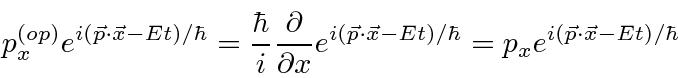 $p_x^{(op)} e^{i(\vec{p}\cdot\vec{x}-Et)/\hbar} = \frac{\hbar}{i} \frac{\partial}{\partial x} e^{i(\vec{p}\cdot\vec{x}-Et)/\hbar} = p_x e^{i(\vec{p}\cdot\vec{x}-Et)/\hbar}$